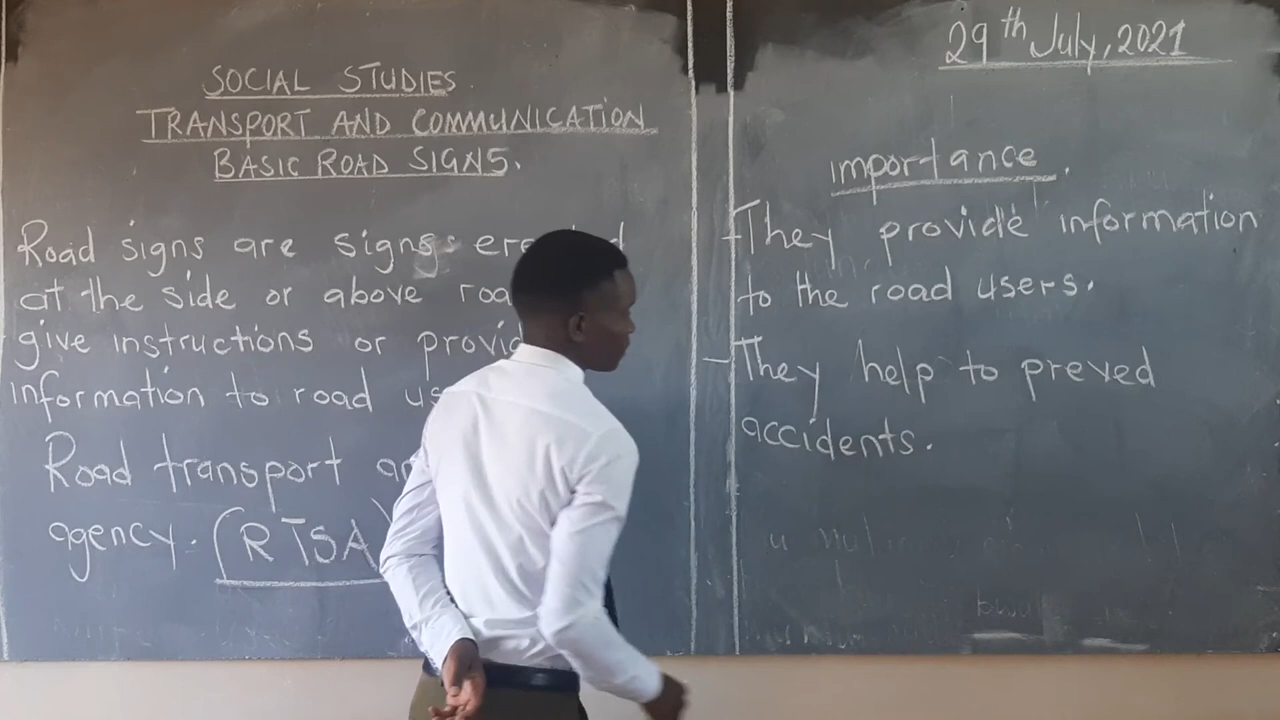 SOCIAL STUDIES
TRANSPORT AND COMMUNICATION
BASIC ROAD SIGNS.
Road signs are signs
at the side or above
give instructions or
information to road
Road transport
agency. (RTSA)
29th July, 2021
importance.
-They provide information
to the road users.
-They help to preved
accidents.